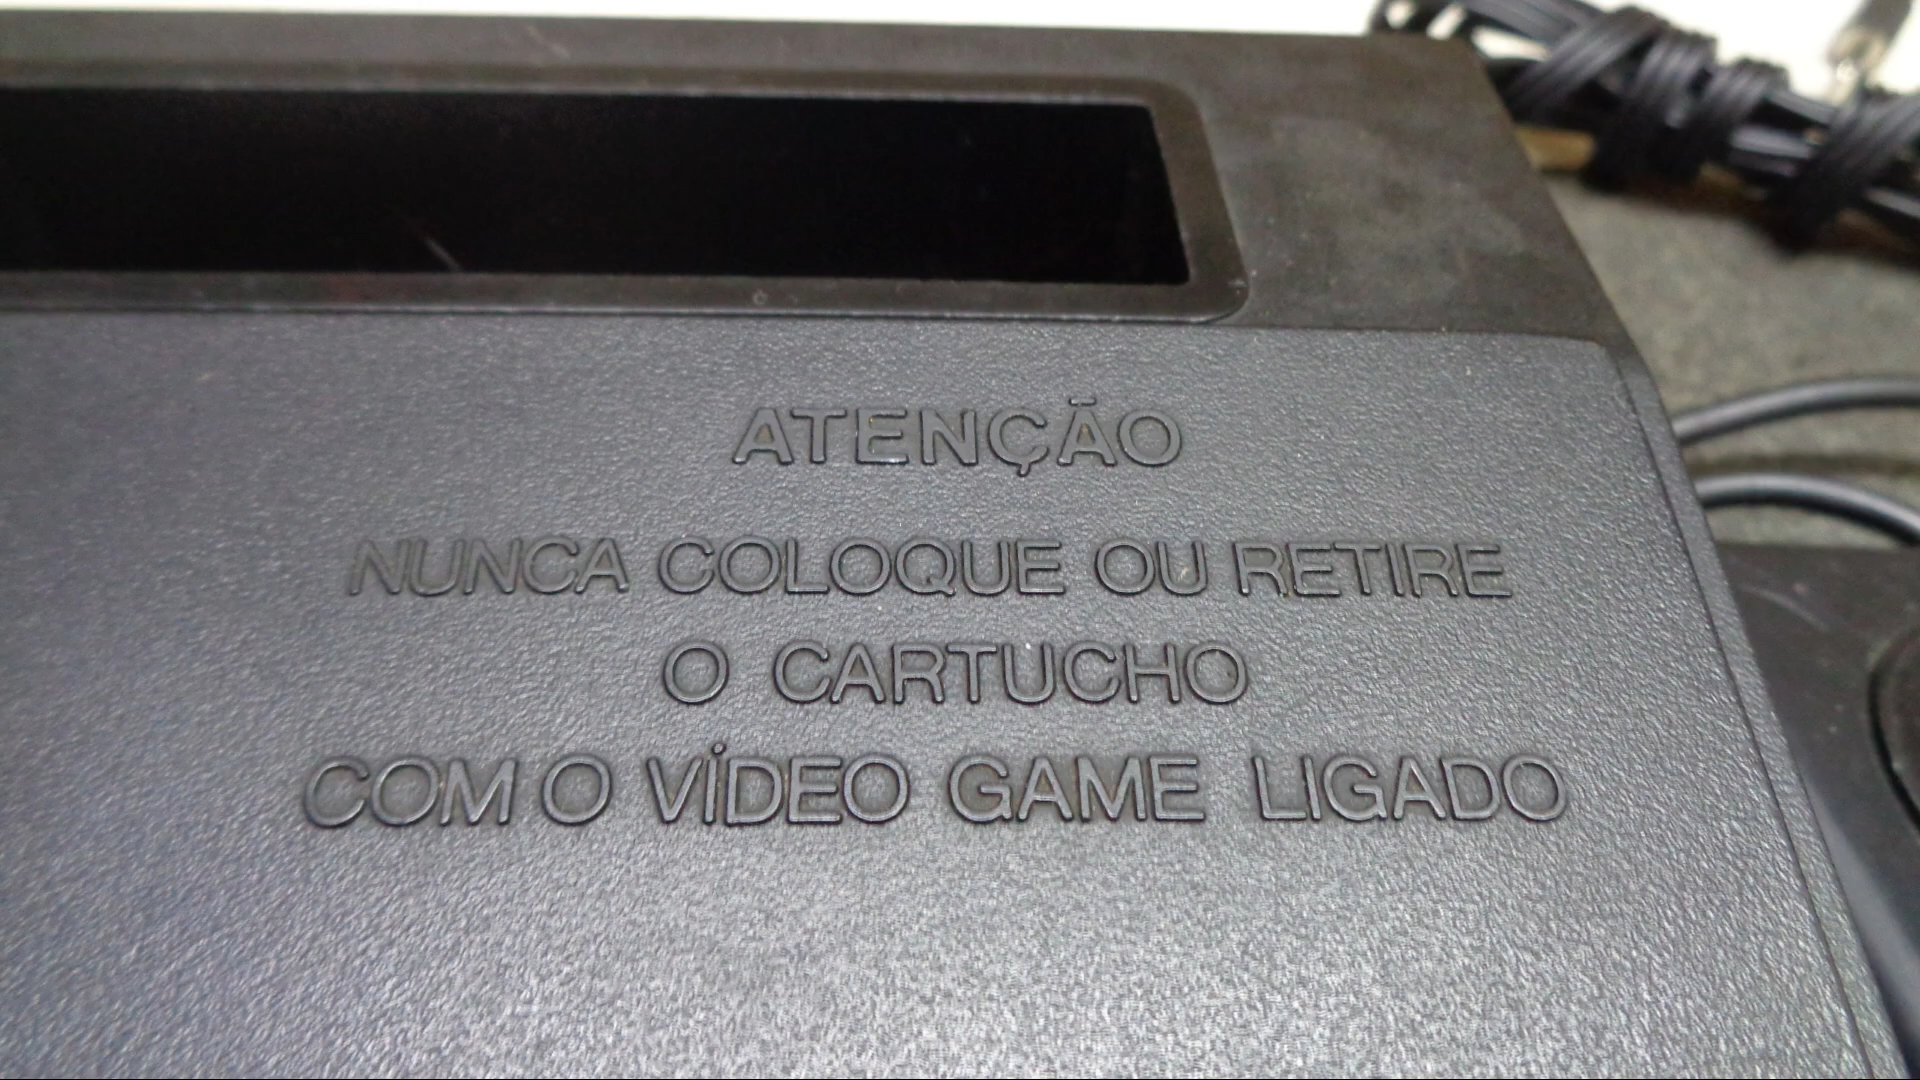 ATENÇÃO
NUNCA COLOQUE OU RETIRE
O CARTUCHO
COM O VÍDEO GAME LIGADO